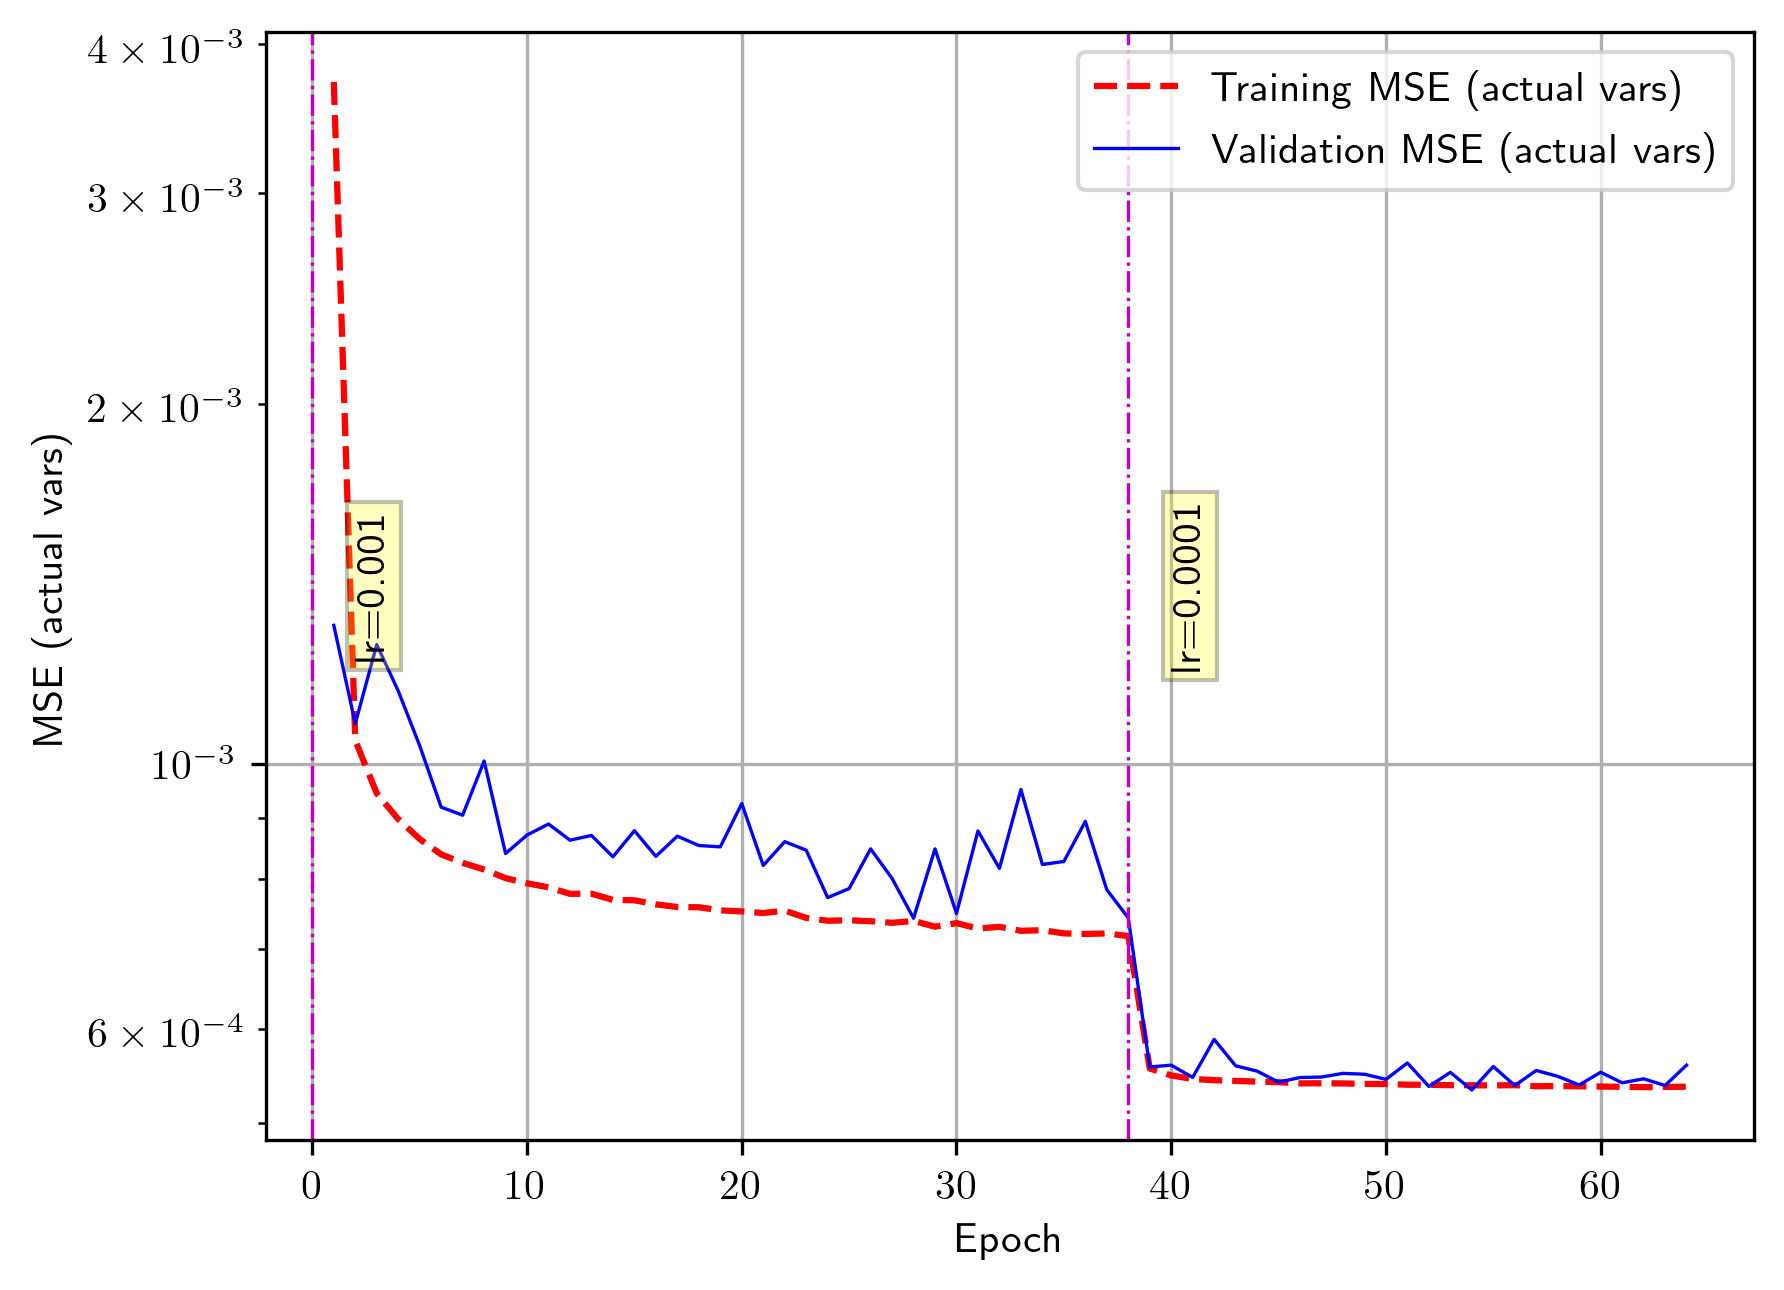 4 × 10⁻³
3 × 10⁻³
2 × 10⁻³
10⁻³
6 × 10⁻⁴
MSE (actual vars)
Training MSE (actual vars)
Validation MSE (actual vars)
lr=0.001
lr=0.0001
0 10 20 30 40 50 60
Epoch